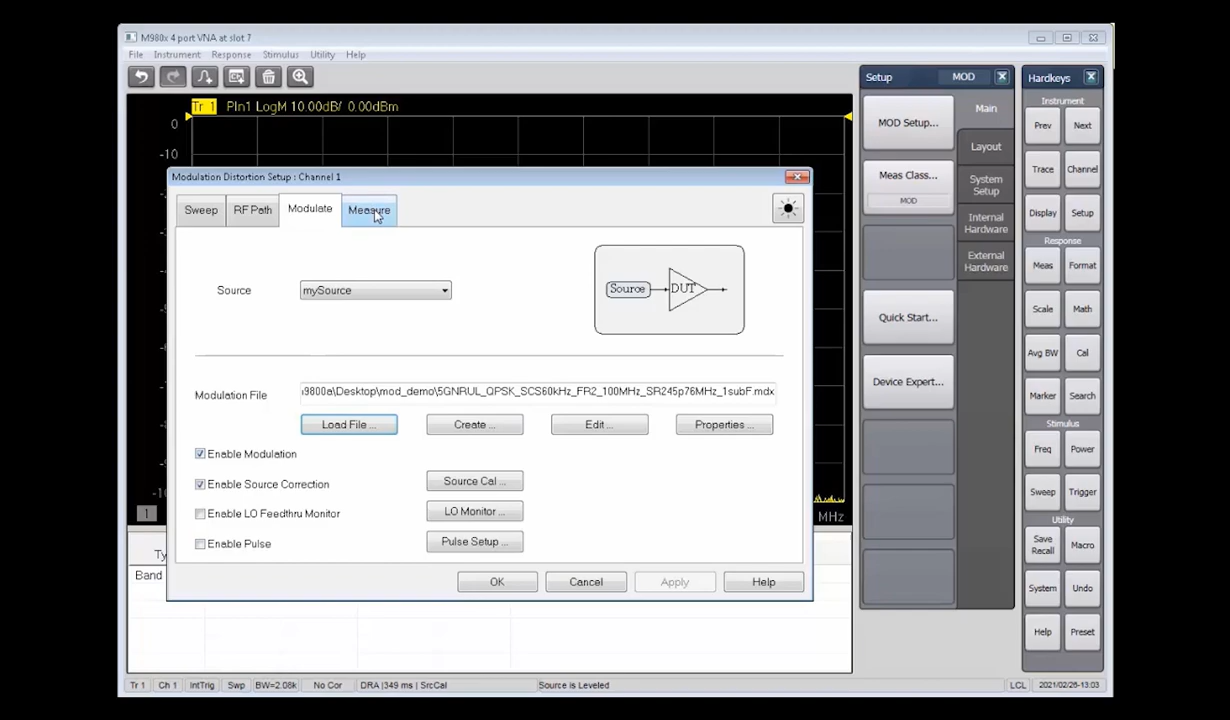 M980x 4 port VNA at slot 7
File Instrument Response Stimulus Utility Help
Tr 1 PIn1 LogM 10.00dB/ 0.00dBm
0
-10
Modulation Distortion Setup : Channel 1
Sweep RF Path Modulate Measure
Source mySource
Source DUT
Modulation File 9800a\Desktop\mod_demo\5GNRUL_QPSK_SCS60kHz_FR2_100MHz_SR245p76MHz_1subF.mdx
Load File ... Create ... Edit ... Properties ...
Enable Modulation
Enable Source Correction Source Cal ...
Enable LO Feedthru Monitor LO Monitor ...
Enable Pulse Pulse Setup ...
OK Cancel Apply Help
1
MHz
Ty
Band
Setup MOD
MOD Setup...
Meas Class...
MOD
Quick Start...
Device Expert...
Main
Layout
System
Setup
Internal
Hardware
External
Hardware
Hardkeys
Instrument
Prev Next
Trace Channel
Display Setup
Response
Meas Format
Scale Math
Avg BW Cal
Marker Search
Stimulus
Freq Power
Sweep Trigger
Utility
Save
Recall
Macro
System Undo
Help Preset
Tr 1 Ch 1 IntTrig Swp BW=2.08k No Cor DRA |349 ms | SrcCal Source is Leveled LCL 2021/02/26-13:03